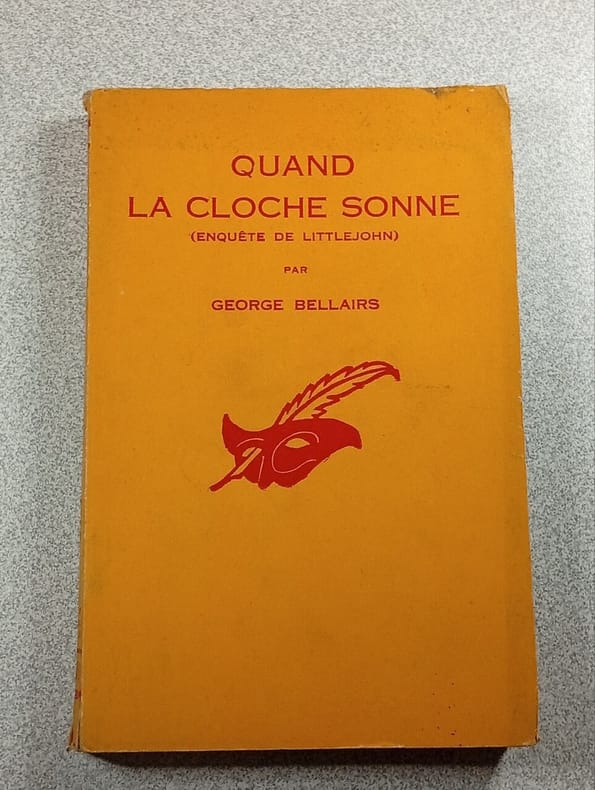 QUAND
LA CLOCHE SONNE
(ENQUÊTE DE LITTLEJOHN)
PAR
GEORGE BELLAIRS